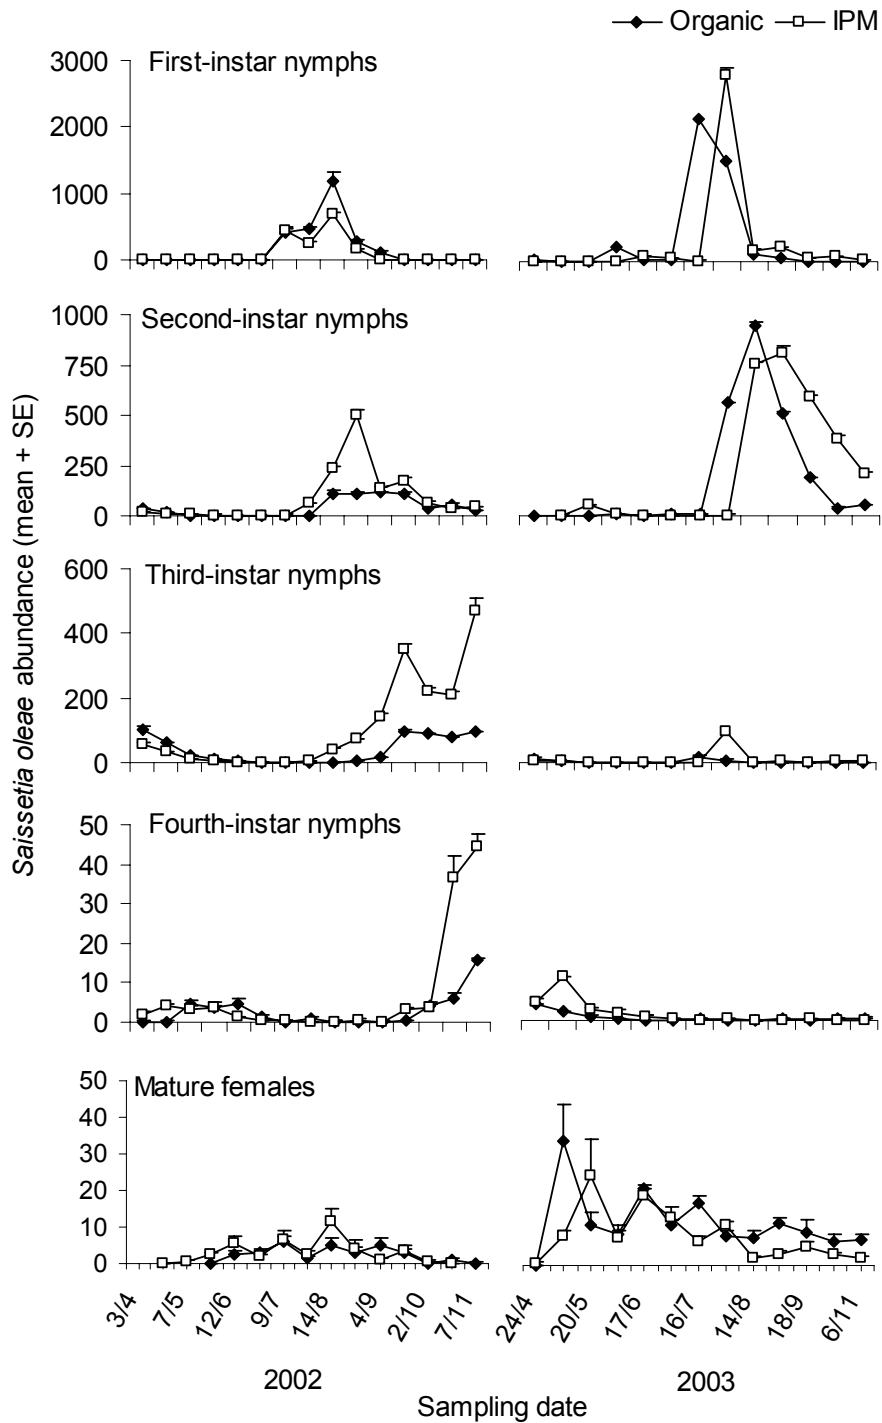 Organic IPM
First-instar nymphs
3000
2000
1000
0
Second-instar nymphs
1000
750
500
250
0
Third-instar nymphs
600
400
200
0
Fourth-instar nymphs
50
40
30
20
10
0
Mature females
50
40
30
20
10
0
Saissetia oleae abundance (mean + SE)
3/4 7/5 12/6 9/7 14/8 4/9 2/10 7/11 24/4 20/5 17/6 16/7 14/8 18/9 6/11
2002 2003
Sampling date